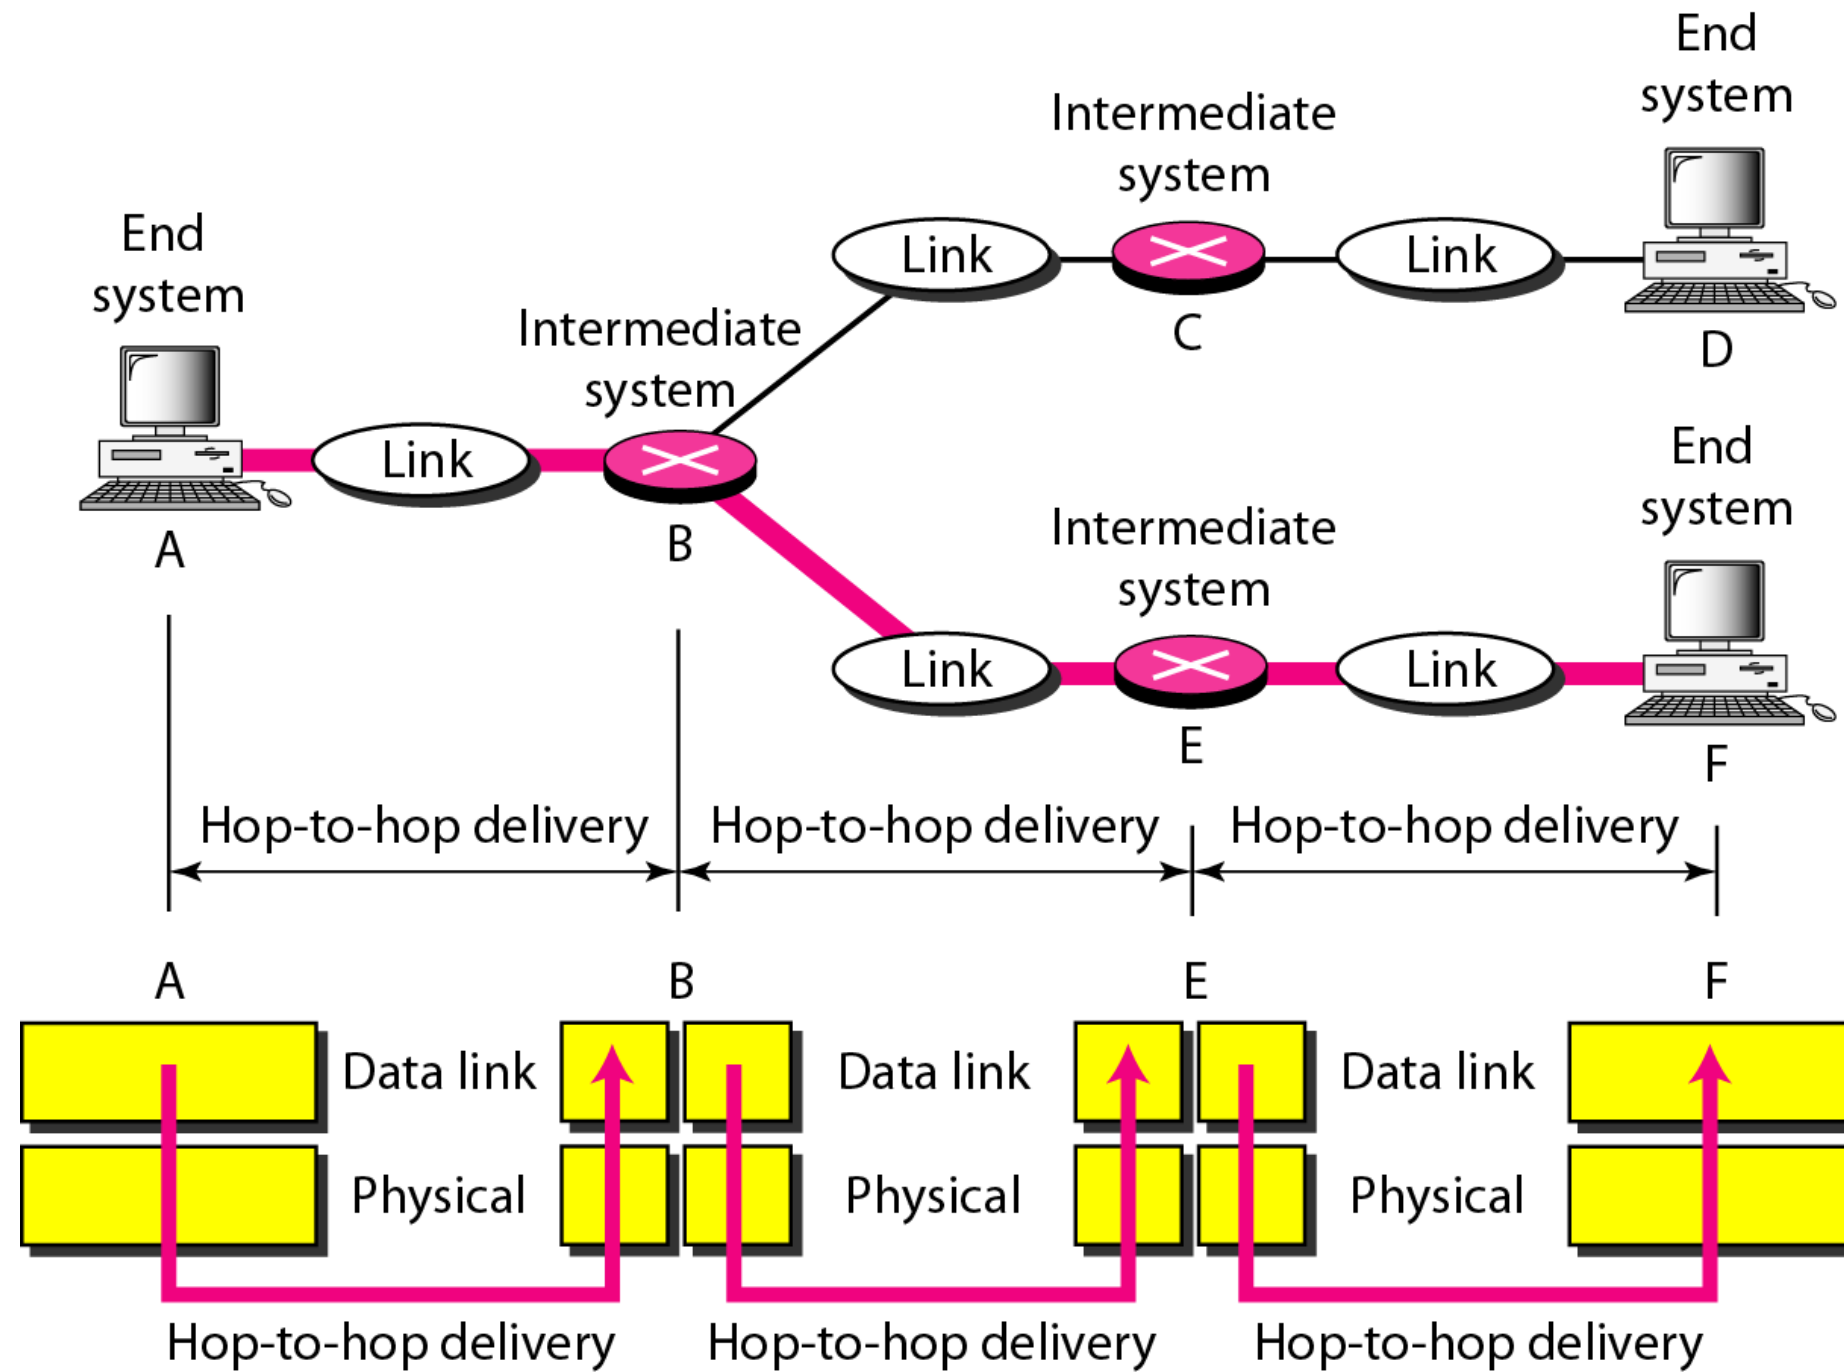 End
system
Intermediate
system
End
system
Link
Link
C
D
Intermediate
system
Link
A
B
End
system
Intermediate
system
Link
Link
E
F
Hop-to-hop delivery
Hop-to-hop delivery
Hop-to-hop delivery
A
B
E
F
Data link
Data link
Data link
Physical
Physical
Physical
Hop-to-hop delivery
Hop-to-hop delivery
Hop-to-hop delivery